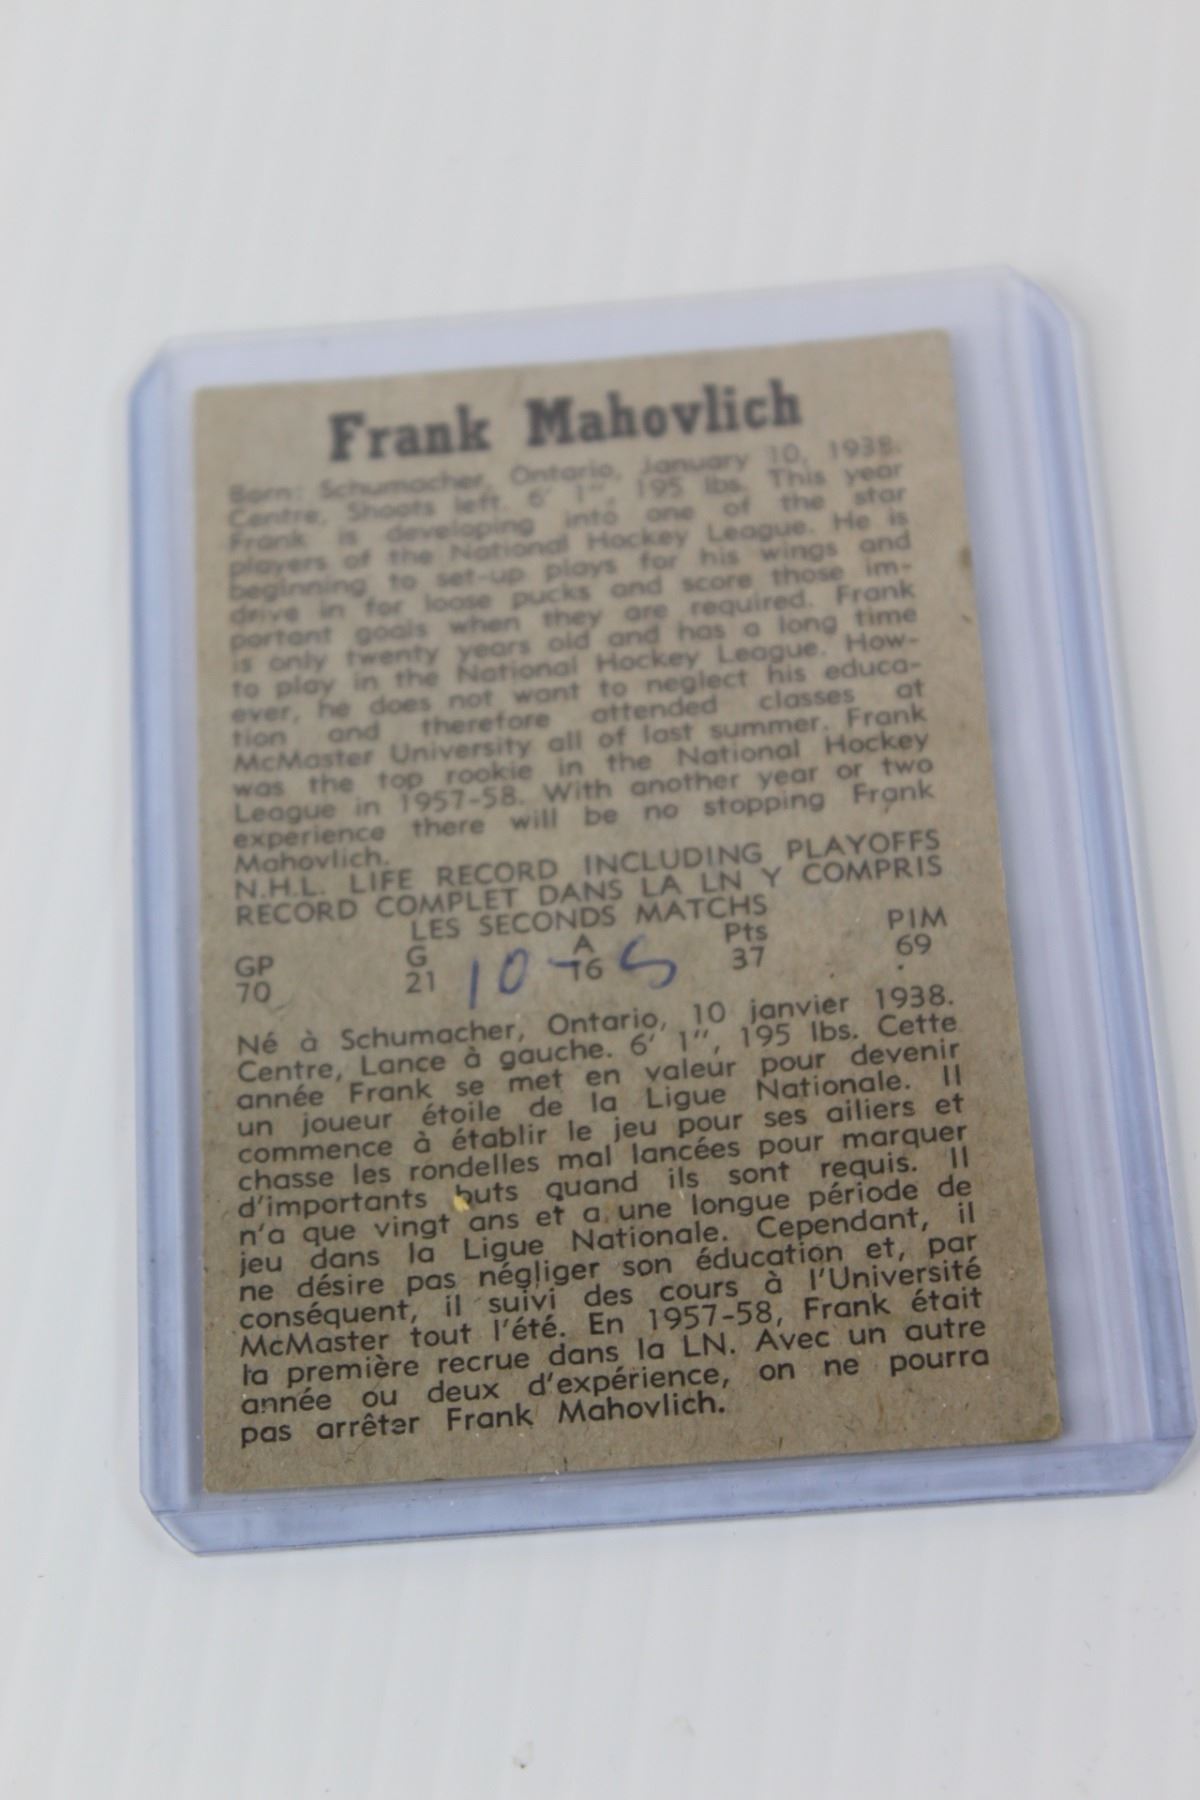 Frank Mahovlich
Born: Schumacher, Ontario, January 10, 1938.
Centre, Shoots left. 6' 1", 195 lbs. This year
Frank is developing into one of the star
players of the National Hockey League. He is
beginning to set-up plays for his wings and
drive in for loose pucks and score those im-
portant goals when they are required. Frank
is only twenty years old and has a long time
to play in the National Hockey League. How-
ever, he does not want to neglect his educa-
tion and therefore attended classes at
McMaster University all of last summer. Frank
was the top rookie in the National Hockey
League in 1957-58. With another year or two
experience there will be no stopping Frank
Mahovlich.
N.H.L. LIFE RECORD INCLUDING PLAYOFFS
RECORD COMPLET DANS LA LN Y COMPRIS
LES SECONDS MATCHS
GP G A Pts PIM
70 21 10 - 16 5 37 69
Né à Schumacher, Ontario, 10 janvier 1938.
Centre, Lance à gauche. 6' 1", 195 lbs. Cette
année Frank se met en valeur pour devenir
un joueur étoile de la Ligue Nationale. Il
commence à établir le jeu pour ses ailiers et
chasse les rondelles mal lancées pour marquer
d'importants buts quand ils sont requis. Il
n'a que vingt ans et a une longue période de
jeu dans la Ligue Nationale. Cependant, il
ne désire pas négliger son éducation et, par
conséquent, il suivi des cours à l'Université
McMaster tout l'été. En 1957-58, Frank était
la première recrue dans la LN. Avec un autre
année ou deux d'expérience, on ne pourra
pas arrêter Frank Mahovlich.